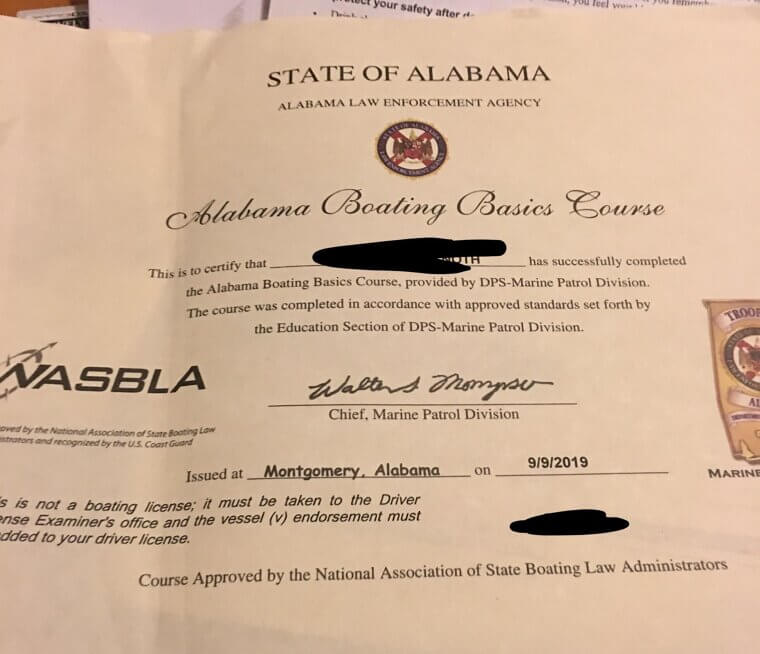 your safety after
STATE OF ALABAMA
ALABAMA LAW ENFORCEMENT AGENCY
Alabama Boating Basics Course
This is to certify that has successfully completed
the Alabama Boating Basics Course, provided by DPS-Marine Patrol Division.
The course was completed in accordance with approved standards set forth by
the Education Section of DPS-Marine Patrol Division.
NASBLA
oved by the National Association of State Boating Law
istrators and recognized by the U.S. Coast Guard
Chief, Marine Patrol Division
TROOP
AL
MARINE
Issued at Montgomery, Alabama on 9/9/2019
s is not a boating license; it must be taken to the Driver
ense Examiner's office and the vessel (v) endorsement must
dded to your driver license.
Course Approved by the National Association of State Boating Law Administrators